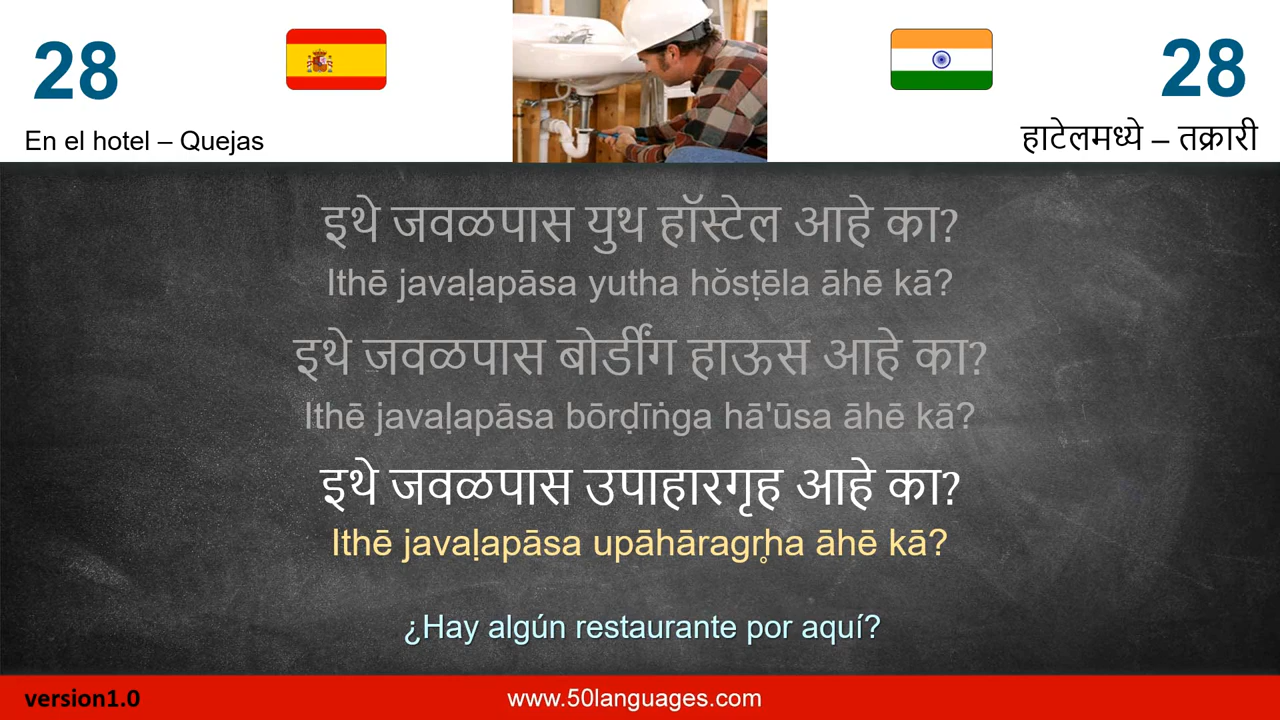 28
28
En el hotel – Quejas
हाटेलमध्ये – तक्रारी
इथे जवळपास युथ हॉस्टेल आहे का?
Ithē javaḷapāsa yutha hŏsṭēla āhē kā?
इथे जवळपास बोर्डींग हाऊस आहे का?
Ithē javaḷapāsa bōrḍīṅga hā'ūsa āhē kā?
इथे जवळपास उपाहारगृह आहे का?
Ithē javaḷapāsa upāhāragr̥ha āhē kā?
¿Hay algún restaurante por aquí?
version1.0
www.50languages.com